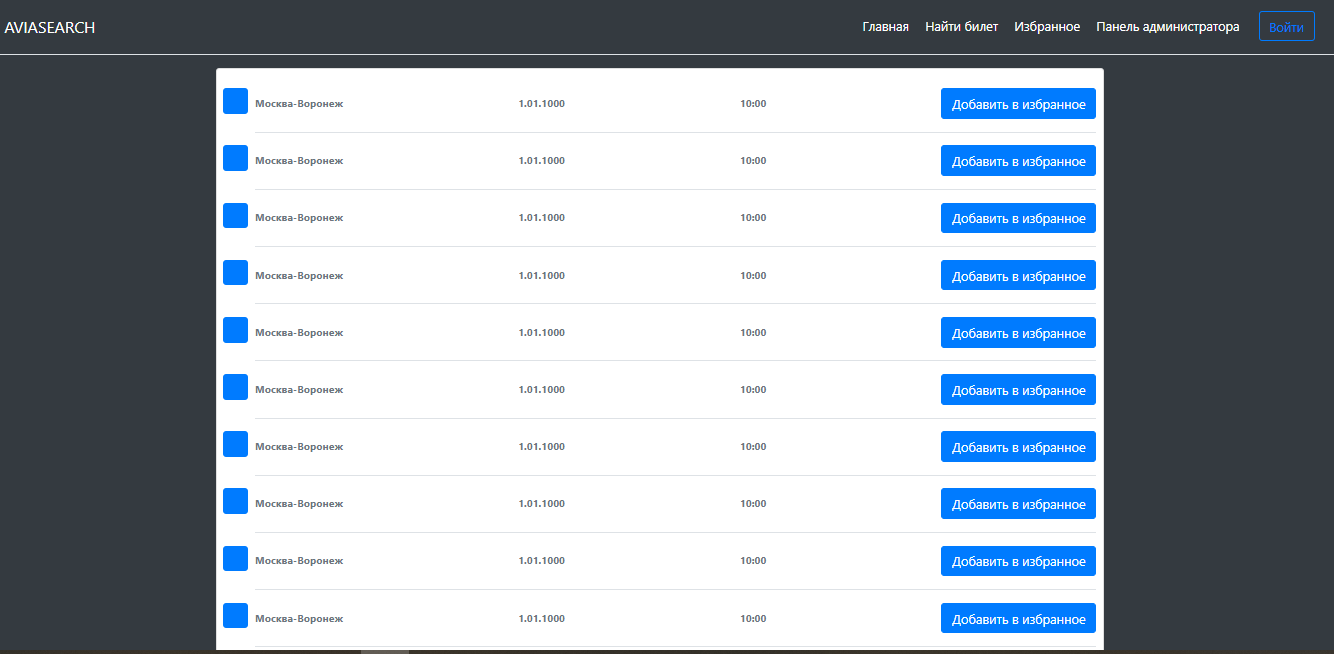 AVIASEARCH Главная Найти билет Избранное Панель администратора Войти
Москва-Воронеж 1.01.1000 10:00 Добавить в избранное
Москва-Воронеж 1.01.1000 10:00 Добавить в избранное
Москва-Воронеж 1.01.1000 10:00 Добавить в избранное
Москва-Воронеж 1.01.1000 10:00 Добавить в избранное
Москва-Воронеж 1.01.1000 10:00 Добавить в избранное
Москва-Воронеж 1.01.1000 10:00 Добавить в избранное
Москва-Воронеж 1.01.1000 10:00 Добавить в избранное
Москва-Воронеж 1.01.1000 10:00 Добавить в избранное
Москва-Воронеж 1.01.1000 10:00 Добавить в избранное
Москва-Воронеж 1.01.1000 10:00 Добавить в избранное